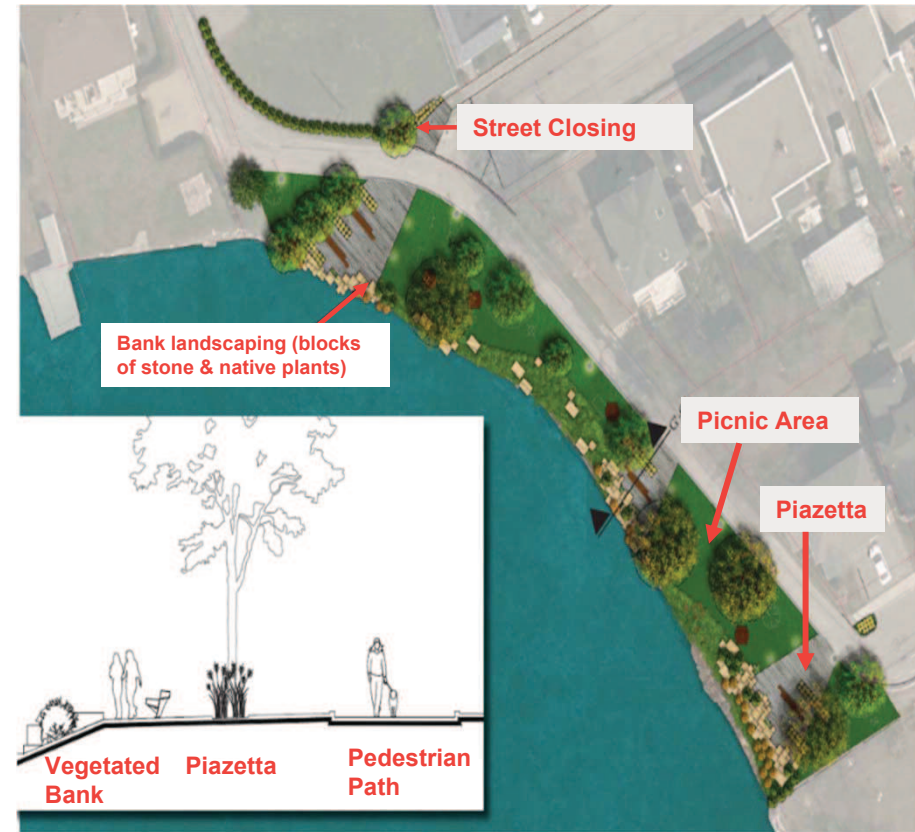 Street Closing
Bank landscaping (blocks
of stone & native plants)
Picnic Area
Piazetta
Vegetated
Bank
Piazetta
Pedestrian
Path